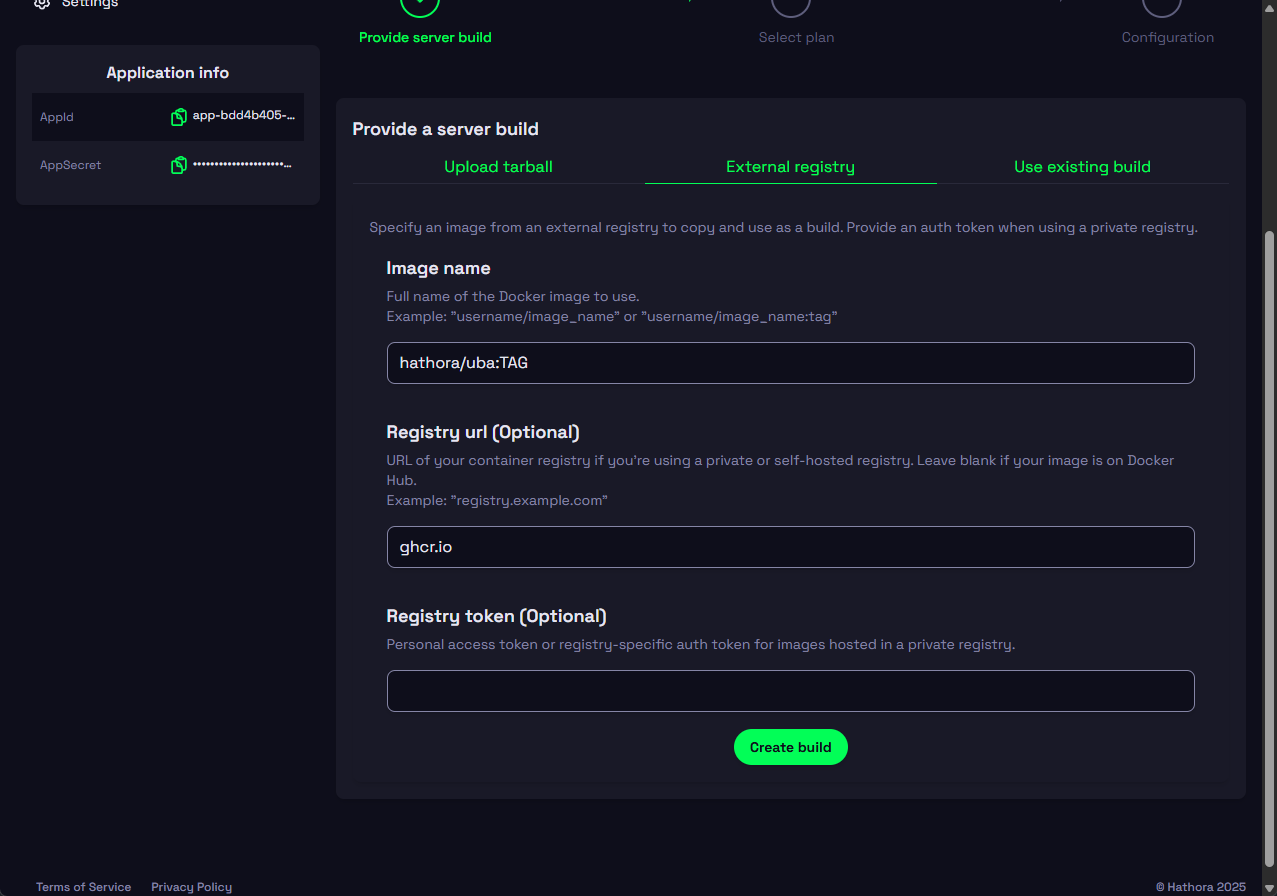 Settings
Provide server build
Select plan
Configuration
Application info
AppId
app-bdd4b405-...
AppSecret
•••••••••••••••••••••...
Provide a server build
Upload tarball
External registry
Use existing build
Specify an image from an external registry to copy and use as a build. Provide an auth token when using a private registry.
Image name
Full name of the Docker image to use.
Example: "username/image_name" or "username/image_name:tag"
hathora/uba:TAG
Registry url (Optional)
URL of your container registry if you're using a private or self-hosted registry. Leave blank if your image is on Docker
Hub.
Example: "registry.example.com"
ghcr.io
Registry token (Optional)
Personal access token or registry-specific auth token for images hosted in a private registry.
Create build
Terms of Service
Privacy Policy
© Hathora 2025